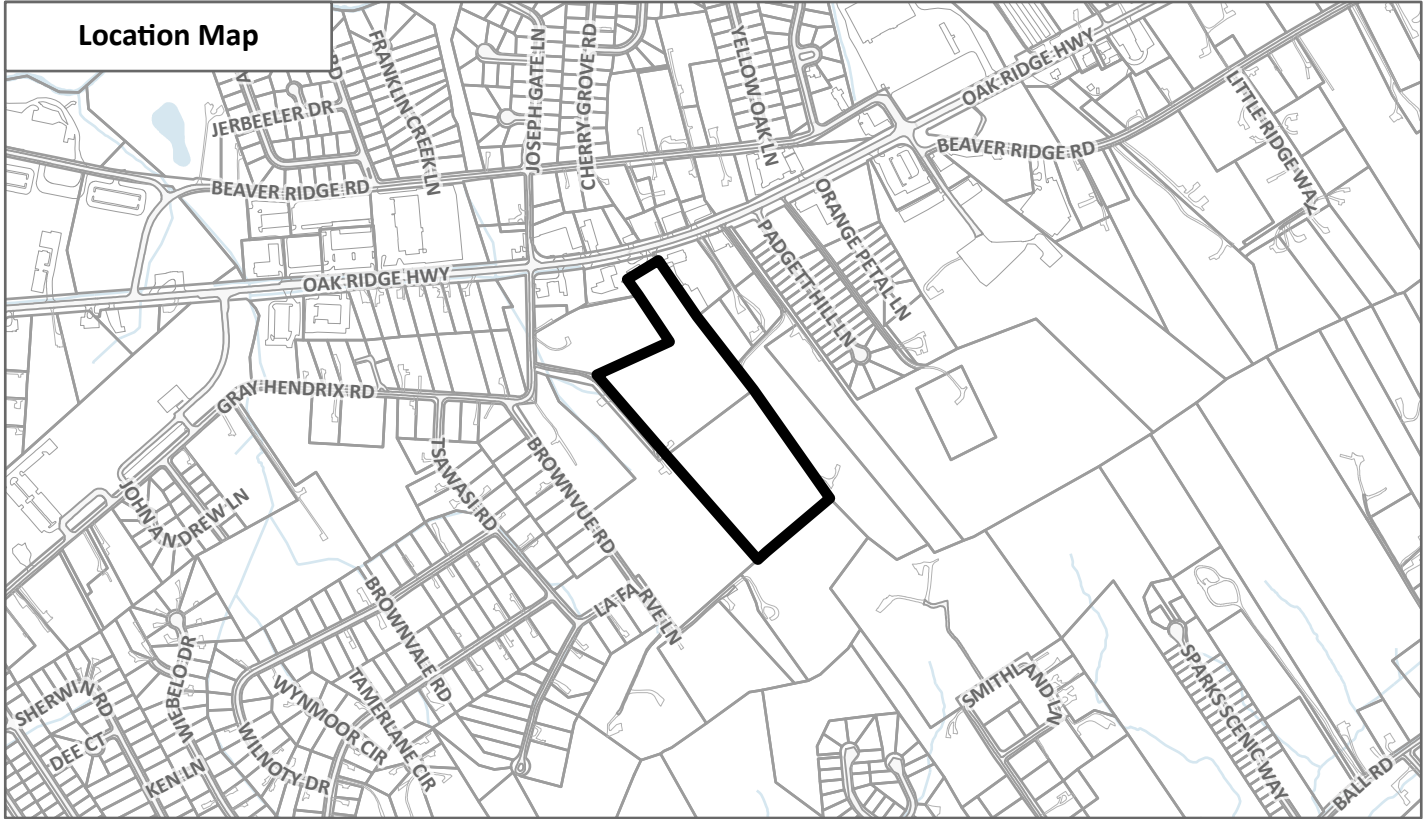 Location Map
FRANKLIN CREEK LN
JOSEPH GATE LN
CHERRY GROVE RD
YELLOW OAK LN
OAK RIDGE HWY
LITTLE RIDGE WAY
JERBEELER DR
RD
A
BEAVER RIDGE RD
BEAVER RIDGE RD
ORANGE PETAL LN
PADGETT HILL LN
OAK RIDGE HWY
GRAY HENDRIX RD
TSAWASI RD
BROWNVUE RD
JOHN ANDREW LN
LA FARVE LN
BROWNVALE RD
WIEBELO DR
SHERWIN RD
DEE CT
KEN LN
WYNMOOR CIR
TAMERLANE CIR
WILNOTY DR
SMITHLAND LN
SPARKS SCENIC WAY
BALL RD